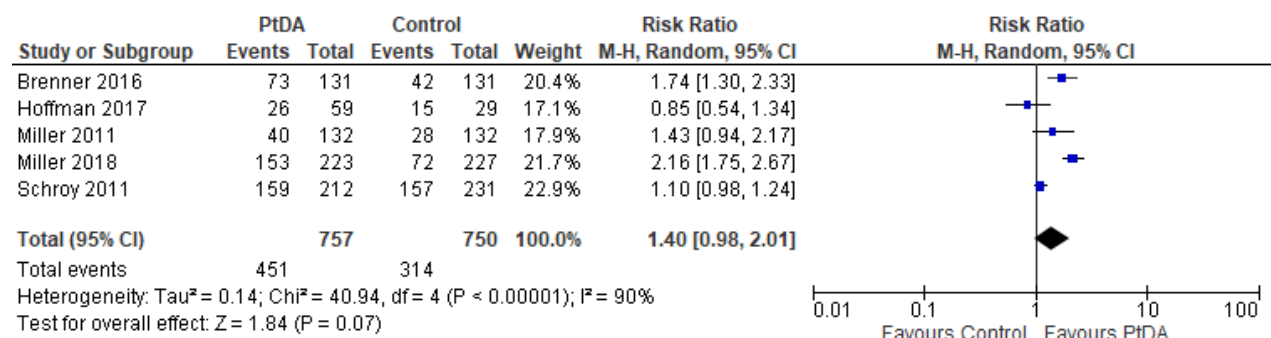 PtDA Control Risk Ratio Risk Ratio
Study or Subgroup Events Total Events Total Weight M-H, Random, 95% CI M-H, Random, 95% CI
Brenner 2016 73 131 42 131 20.4% 1.74 [1.30, 2.33]
Hoffman 2017 26 59 15 29 17.1% 0.85 [0.54, 1.34]
Miller 2011 40 132 28 132 17.9% 1.43 [0.94, 2.17]
Miller 2018 153 223 72 227 21.7% 2.16 [1.75, 2.67]
Schroy 2011 159 212 157 231 22.9% 1.10 [0.98, 1.24]
Total (95% CI) 757 750 100.0% 1.40 [0.98, 2.01]
Total events 451 314
Heterogeneity: Tau² = 0.14; Chi² = 40.94, df = 4 (P < 0.00001); I² = 90%
Test for overall effect: Z = 1.84 (P = 0.07)
0.01 0.1 1 10 100
Favours Control Favours PtDA